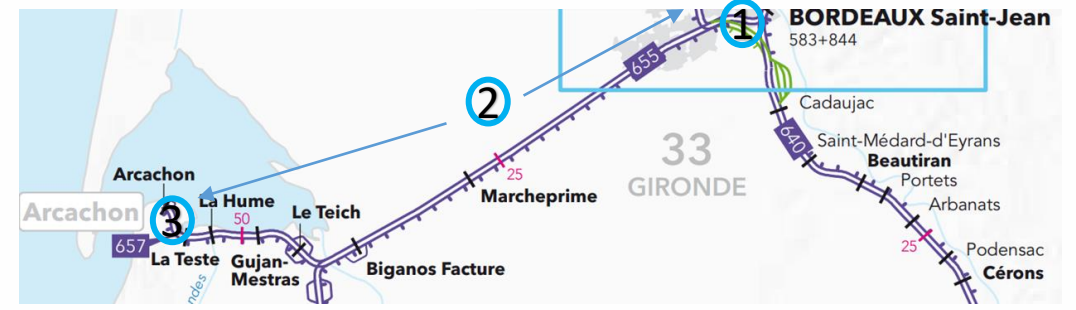 1
BORDEAUX Saint-Jean
583+844
655
2
Cadaujac
640
33
GIRONDE
Saint-Médard-d'Eyrans
Beautiran
Portets
Arbanats
25
Podensac
Cérons
25
Marcheprime
Arcachon
Arcachon
3
La Hume
50
Le Teich
657
La Teste
Gujan-
Mestras
Biganos Facture
ndes